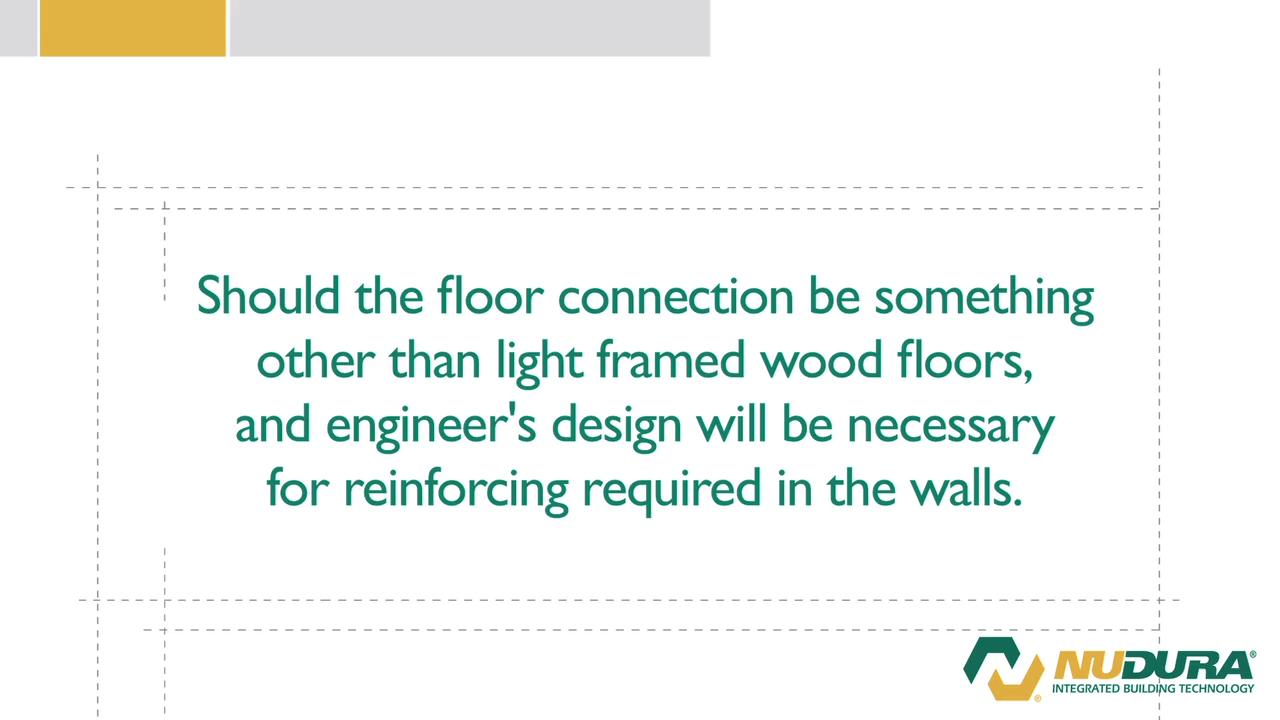 Should the floor connection be something
other than light framed wood floors,
and engineer's design will be necessary
for reinforcing required in the walls.
NUDURA®
®
INTEGRATED BUILDING TECHNOLOGY